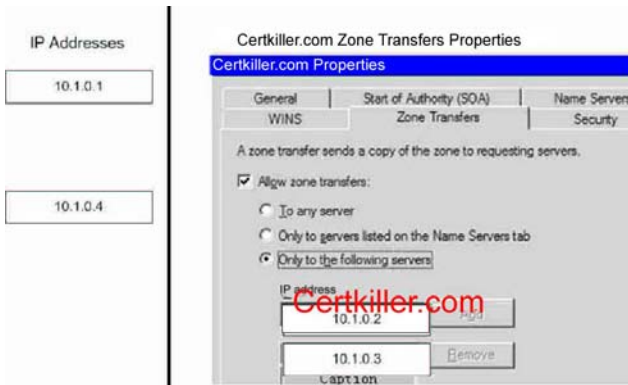 IP Addresses
10.1.0.1
10.1.0.4
Certkiller.com Zone Transfers Properties
Certkiller.com Properties
General
Start of Authority (SOA)
Name Servers
WINS
Zone Transfers
Security
A zone transfer sends a copy of the zone to requesting servers.
Allow zone transfers:
To any server
Only to servers listed on the Name Servers tab
Only to the following servers
IP address
Certkiller.com
10.1.0.2
Add
10.1.0.3
Remove
Caption